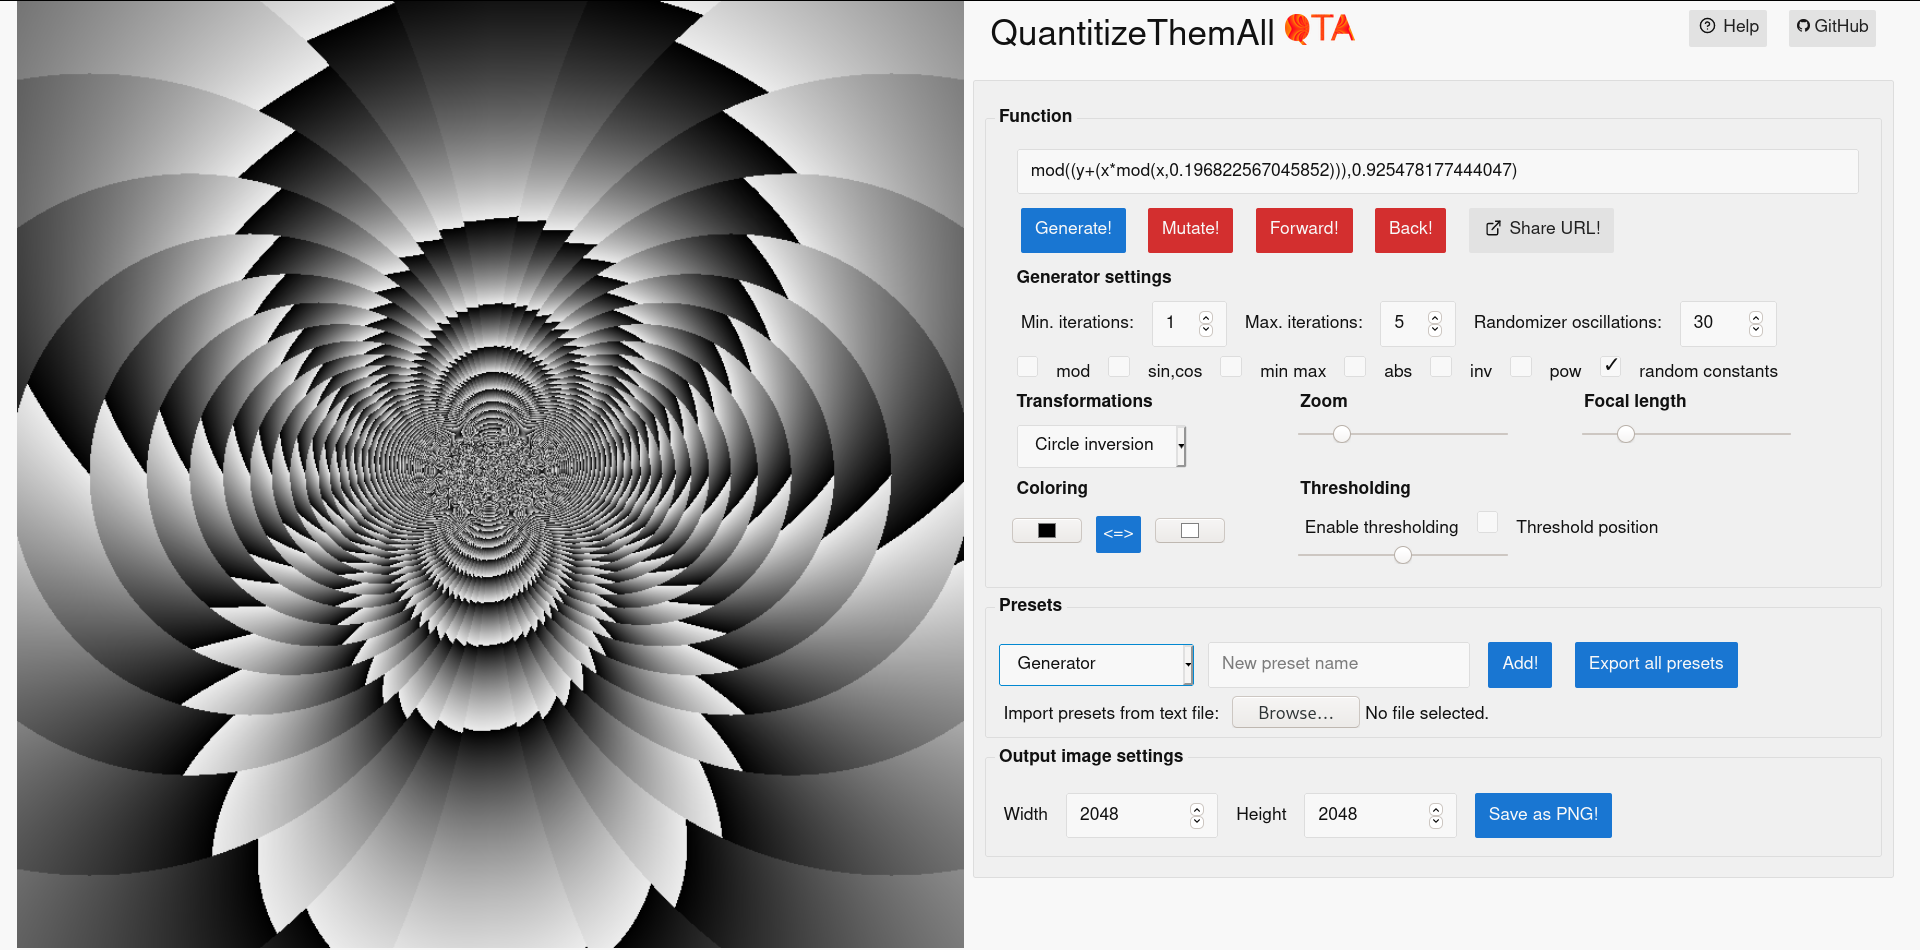 QuantitizeThemAll QTA
Help GitHub
Function
mod((y+(x*mod(x,0.196822567045852))),0.925478177444047)
Generate! Mutate! Forward! Back! Share URL!
Generator settings
Min. iterations: 1 Max. iterations: 5 Randomizer oscillations: 30
mod sin,cos min max abs inv pow random constants
Transformations Zoom Focal length
Circle inversion
Coloring Thresholding
<=> Enable thresholding Threshold position
Presets
Generator New preset name Add! Export all presets
Import presets from text file: Browse... No file selected.
Output image settings
Width 2048 Height 2048 Save as PNG!